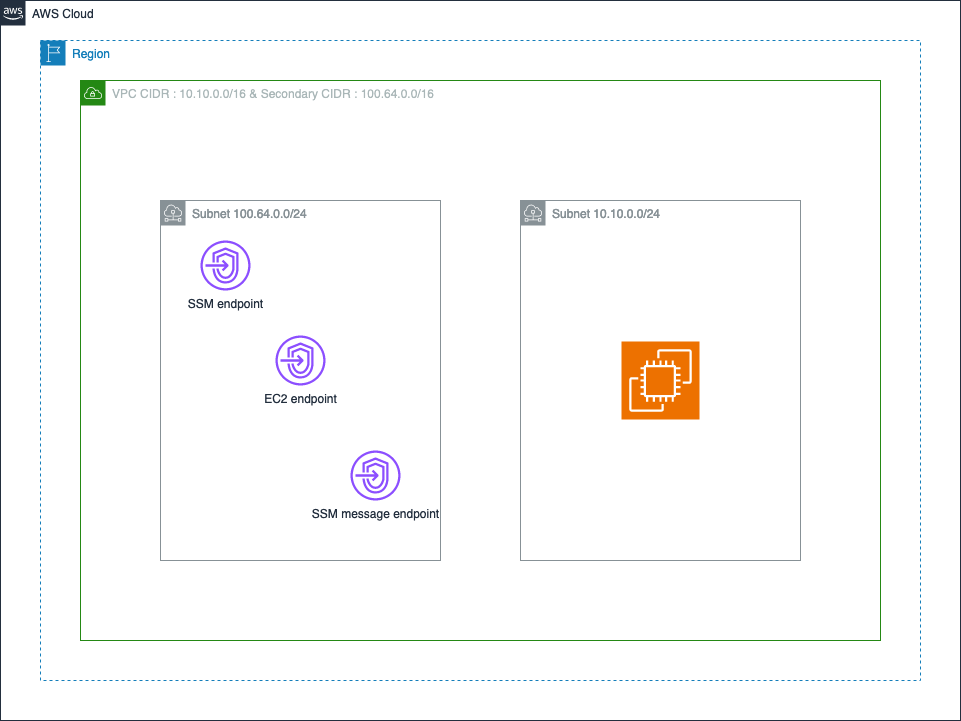 aws
AWS Cloud
Region
VPC CIDR : 10.10.0.0/16 & Secondary CIDR : 100.64.0.0/16
Subnet 100.64.0.0/24
Subnet 10.10.0.0/24
SSM endpoint
EC2 endpoint
SSM message endpoint